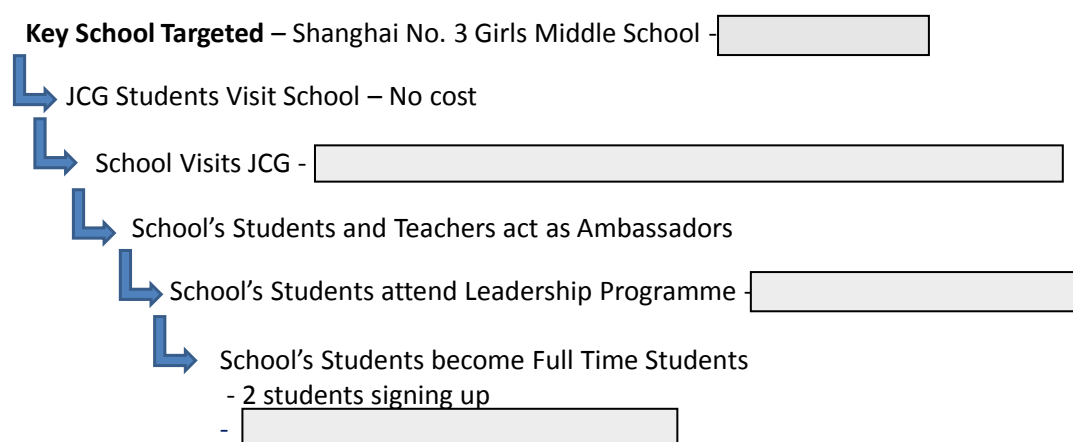 Key School Targeted – Shanghai No. 3 Girls Middle School -
JCG Students Visit School – No cost
School Visits JCG -
School’s Students and Teachers act as Ambassadors
School’s Students attend Leadership Programme -
School’s Students become Full Time Students
- 2 students signing up
-